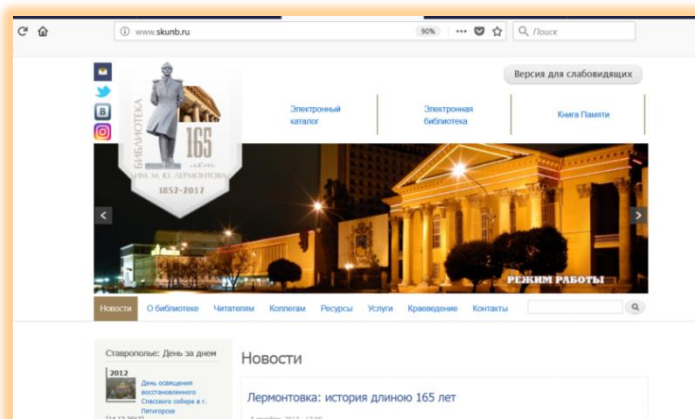 www.skunb.ru
90%
Поиск
Версия для слабовидящих
Электронный
каталог
Электронная
библиотека
Книга Памяти
БИБЛИОТЕКА
165
ИМ. М. Ю. ЛЕРМОНТОВА
1852-2017
РЕЖИМ РАБОТЫ
Новости О библиотеке Читателям Коллегам Ресурсы Услуги Краеведение Контакты
Ставрополье: День за днем
2012
День освящения
восстановленного
Спасского собора в г.
Пятигорске
Новости
Лермонтовка: история длиною 165 лет